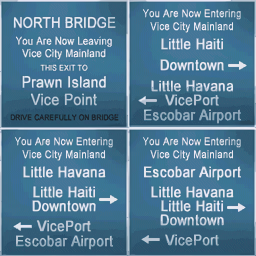 NORTH BRIDGE
You Are Now Leaving
Vice City Mainland
THIS EXIT TO
Prawn Island
Vice Point
DRIVE CAREFULLY ON BRIDGE
You Are Now Entering
Vice City Mainland
Little Haiti
Downtown
Little Havana
VicePort
Escobar Airport
You Are Now Entering
Vice City Mainland
Little Havana
Little Haiti
Downtown
VicePort
Escobar Airport
You Are Now Entering
Vice City Mainland
Escobar Airport
Little Havana
Little Haiti
Downtown
VicePort